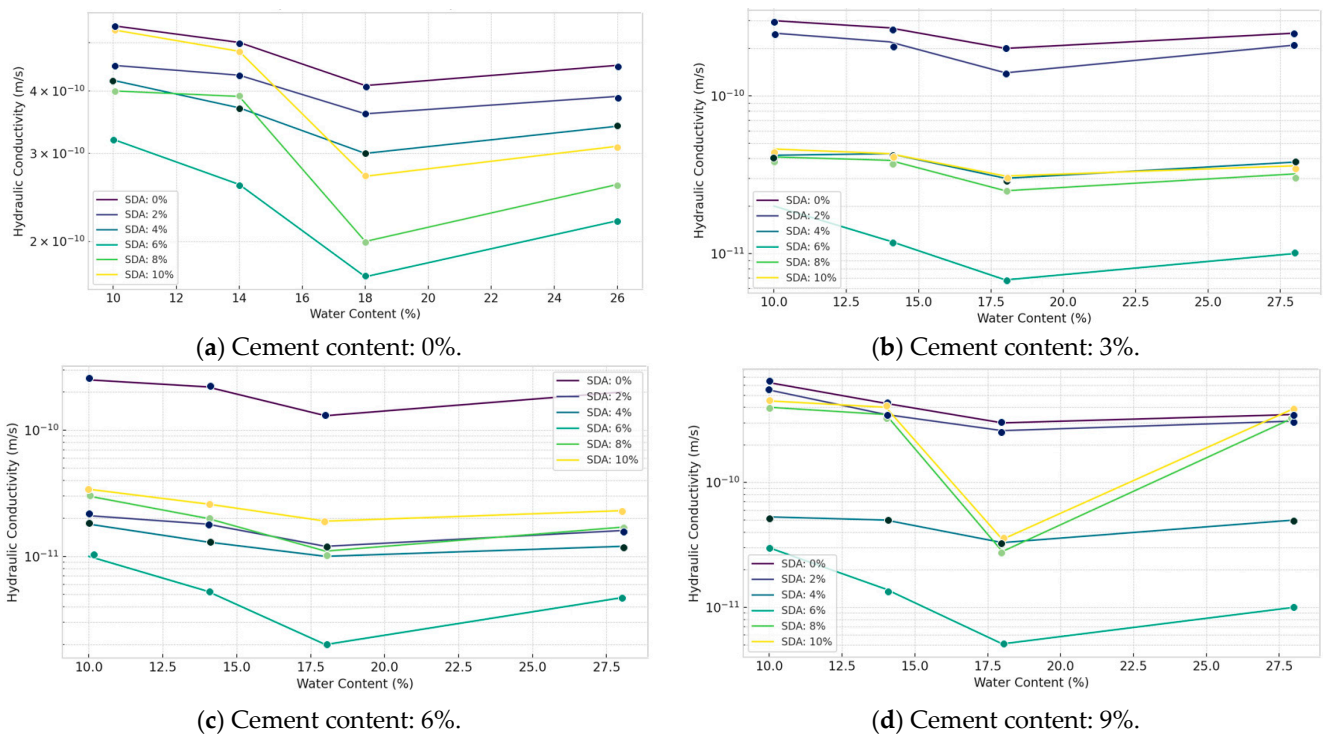 Hydraulic Conductivity (m/s)
4 × 10⁻¹⁰
3 × 10⁻¹⁰
2 × 10⁻¹⁰
SDA: 0%
SDA: 2%
SDA: 4%
SDA: 6%
SDA: 8%
SDA: 10%
10 12 14 16 18 20 22 24 26
Water Content (%)
(a) Cement content: 0%.
Hydraulic Conductivity (m/s)
10⁻¹⁰
10⁻¹¹
SDA: 0%
SDA: 2%
SDA: 4%
SDA: 6%
SDA: 8%
SDA: 10%
10.0 12.5 15.0 17.5 20.0 22.5 25.0 27.5
Water Content (%)
(b) Cement content: 3%.
Hydraulic Conductivity (m/s)
10⁻¹⁰
10⁻¹¹
SDA: 0%
SDA: 2%
SDA: 4%
SDA: 6%
SDA: 8%
SDA: 10%
10.0 12.5 15.0 17.5 20.0 22.5 25.0 27.5
Water Content (%)
(c) Cement content: 6%.
Hydraulic Conductivity (m/s)
10⁻¹⁰
10⁻¹¹
SDA: 0%
SDA: 2%
SDA: 4%
SDA: 6%
SDA: 8%
SDA: 10%
10.0 12.5 15.0 17.5 20.0 22.5 25.0 27.5
Water Content (%)
(d) Cement content: 9%.